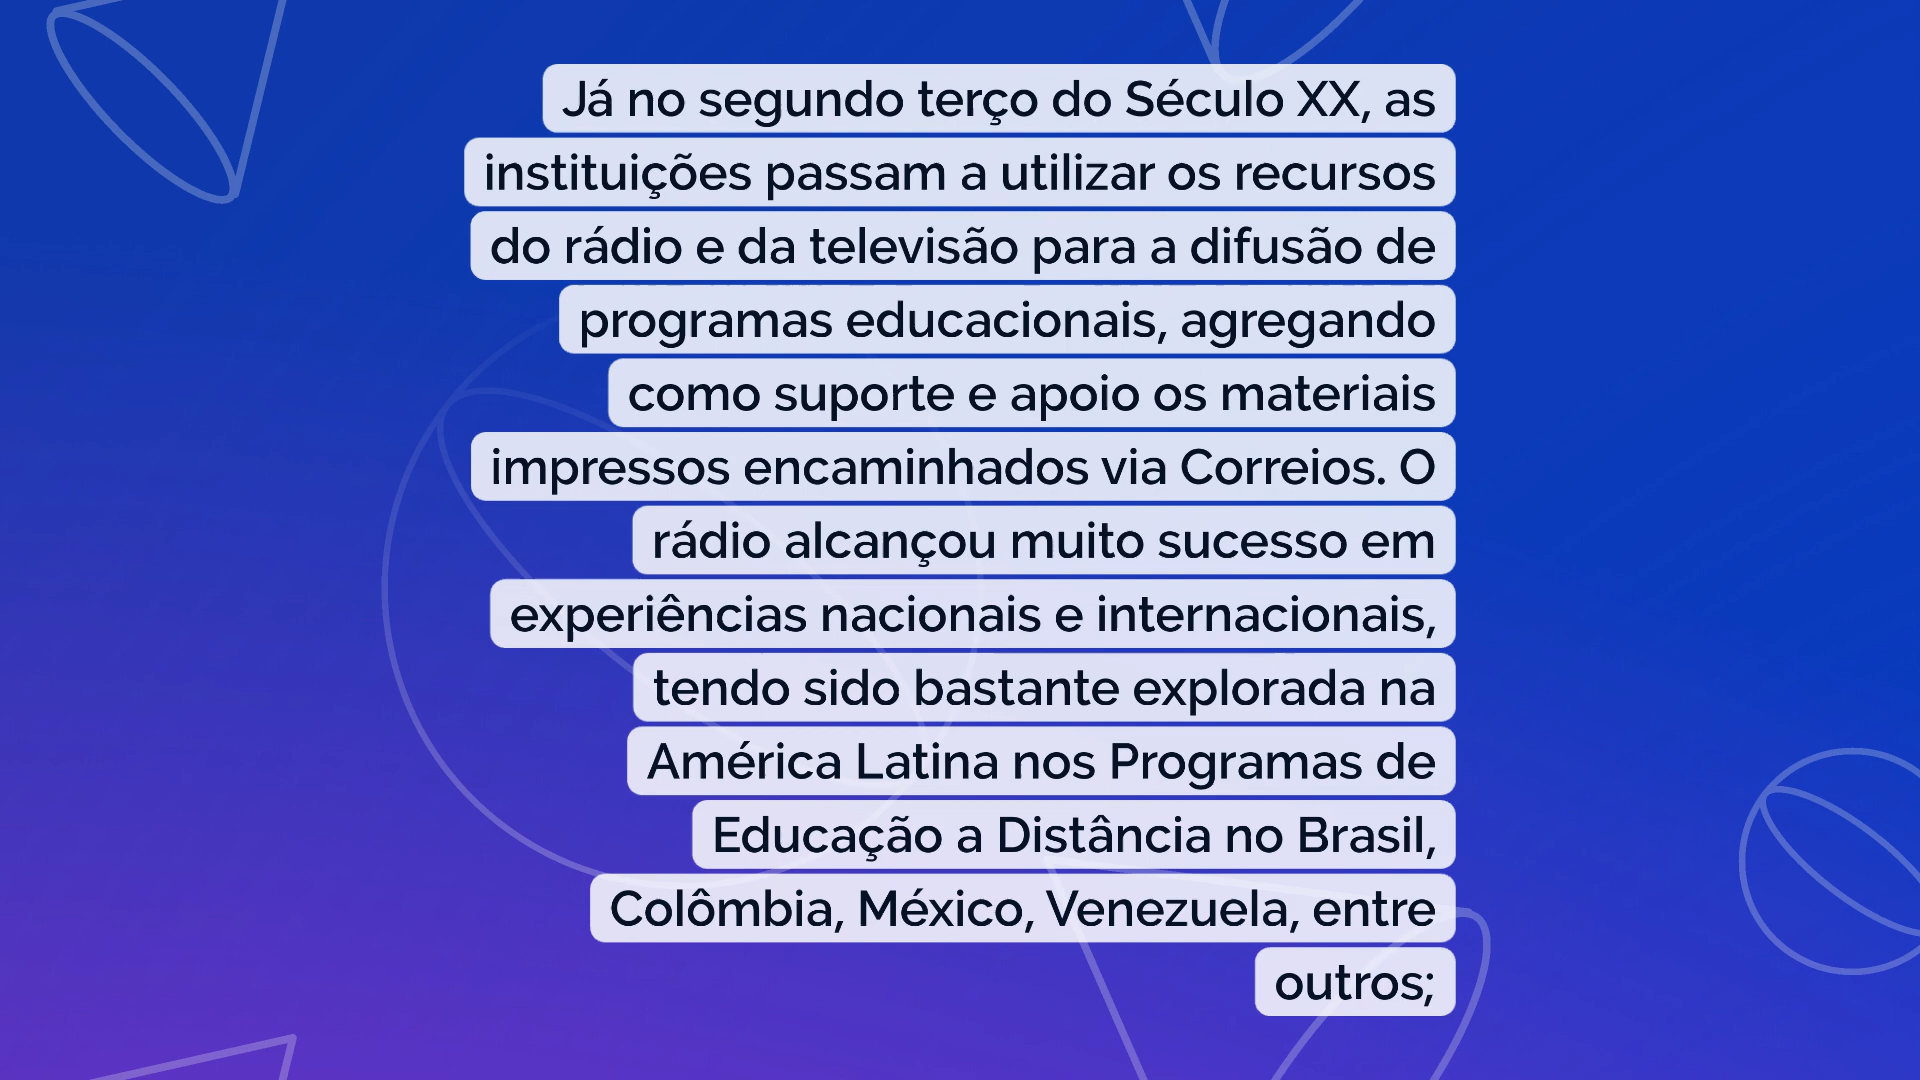 Já no segundo terço do Século XX, as
instituições passam a utilizar os recursos
do rádio e da televisão para a difusão de
programas educacionais, agregando
como suporte e apoio os materiais
impressos encaminhados via Correios. O
rádio alcançou muito sucesso em
experiências nacionais e internacionais,
tendo sido bastante explorada na
América Latina nos Programas de
Educação a Distância no Brasil,
Colômbia, México, Venezuela, entre
outros;